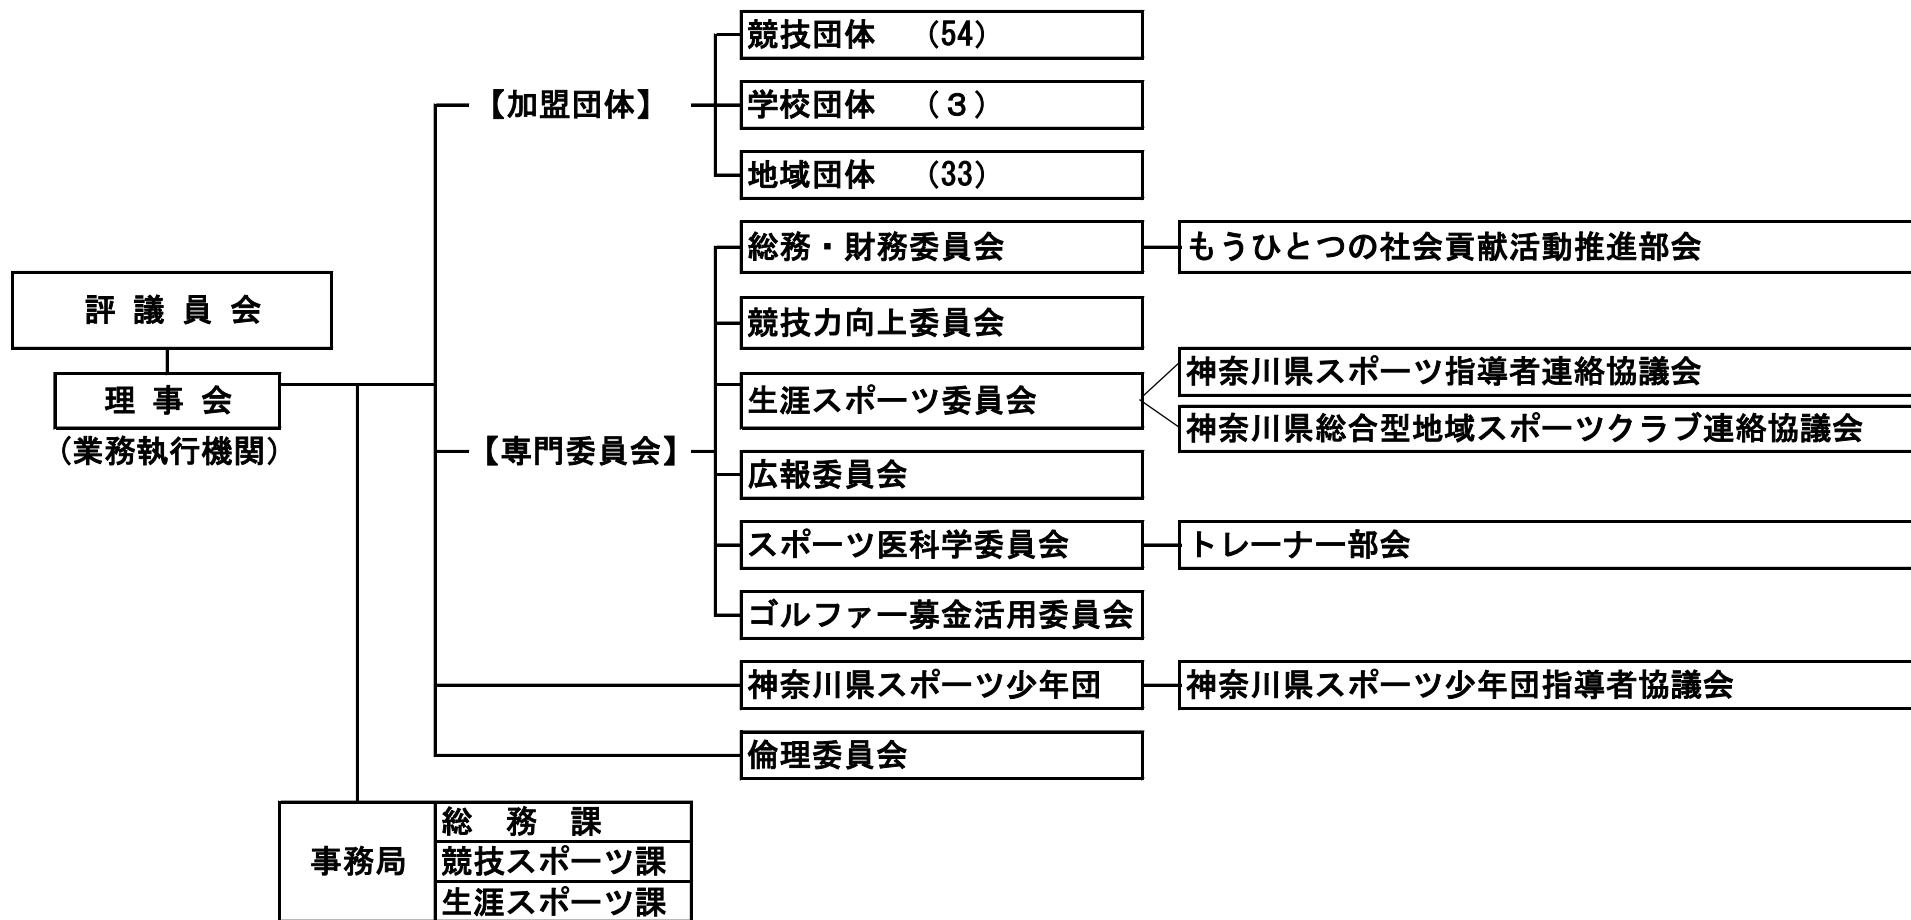 競技団体 （54）
【加盟団体】
学校団体 （３）
地域団体 （33）
総務・財務委員会
もうひとつの社会貢献活動推進部会
評 議 員 会
競技力向上委員会
理 事 会
（業務執行機関）
生涯スポーツ委員会
神奈川県スポーツ指導者連絡協議会
神奈川県総合型地域スポーツクラブ連絡協議会
【専門委員会】
広報委員会
スポーツ医科学委員会
トレーナー部会
ゴルファー募金活用委員会
神奈川県スポーツ少年団
神奈川県スポーツ少年団指導者協議会
倫理委員会
事務局
総 務 課
競技スポーツ課
生涯スポーツ課